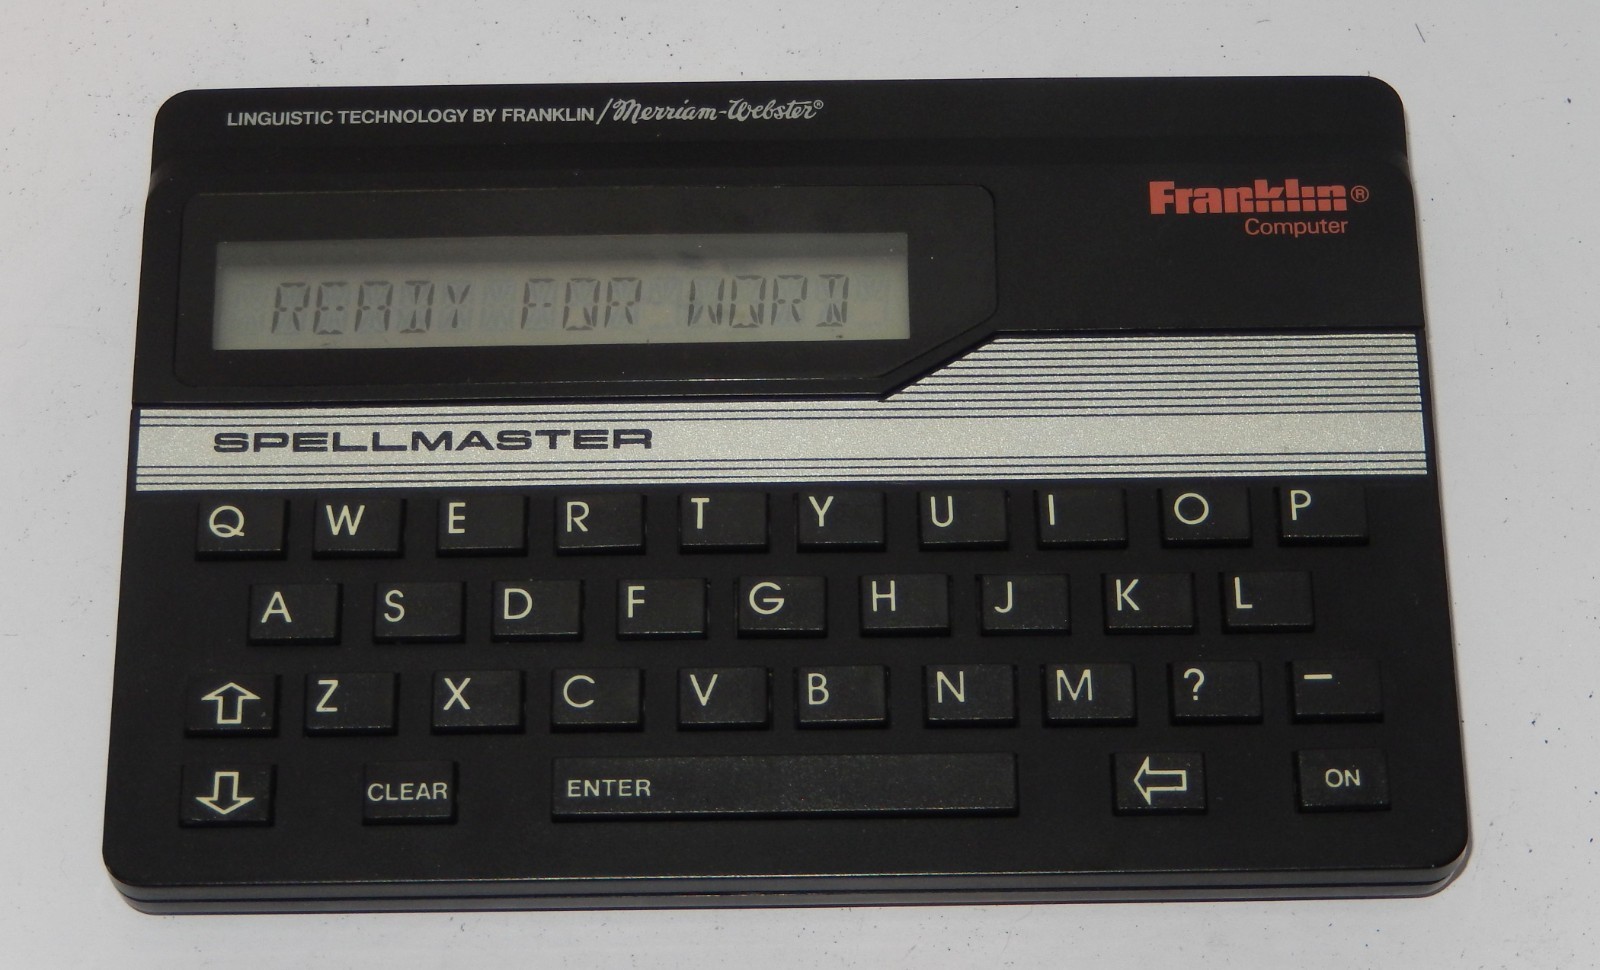 LINGUISTIC TECHNOLOGY BY FRANKLIN/Merriam-Webster®
Franklin®
Computer
READY FOR WORD
SPELLMASTER
Q W E R T Y U I O P
A S D F G H J K L
Z X C V B N M ? –
CLEAR ENTER ON